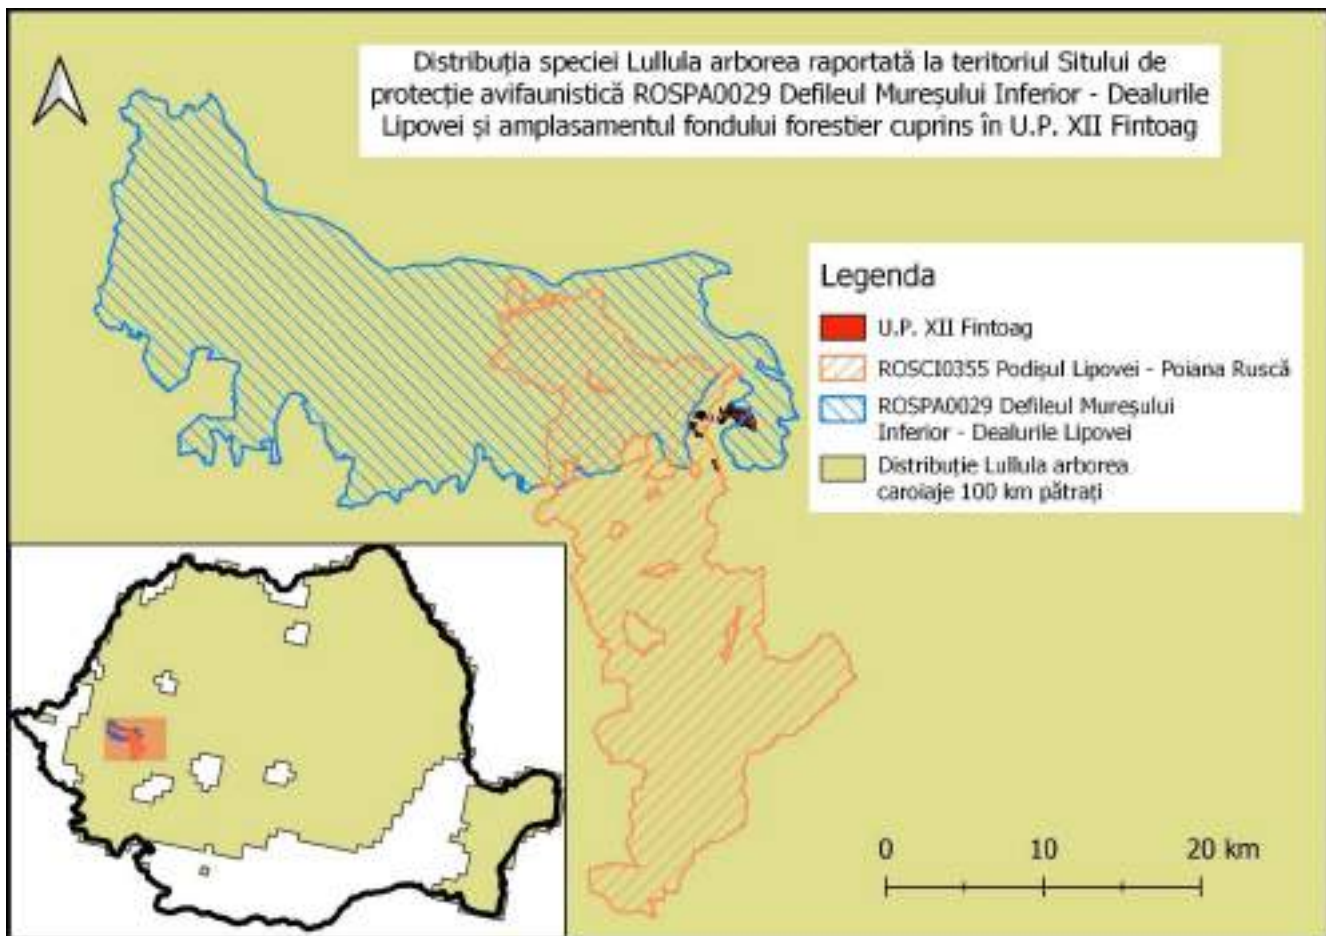 Distribuția speciei Lullula arborea raportată la teritoriul Sitului de
protecție avifaunistică ROSPA0029 Defileul Mureșului Inferior - Dealurile
Lipovei și amplasamentul fondului forestier cuprins în U.P. XII Fintoag
Legenda
U.P. XII Fintoag
ROSCI0355 Podișul Lipovei - Poiana Ruscă
ROSPA0029 Defileul Mureșului
Inferior - Dealurile Lipovei
Distribuție Lullula arborea
caroiaje 100 km pătrați
0 10 20 km